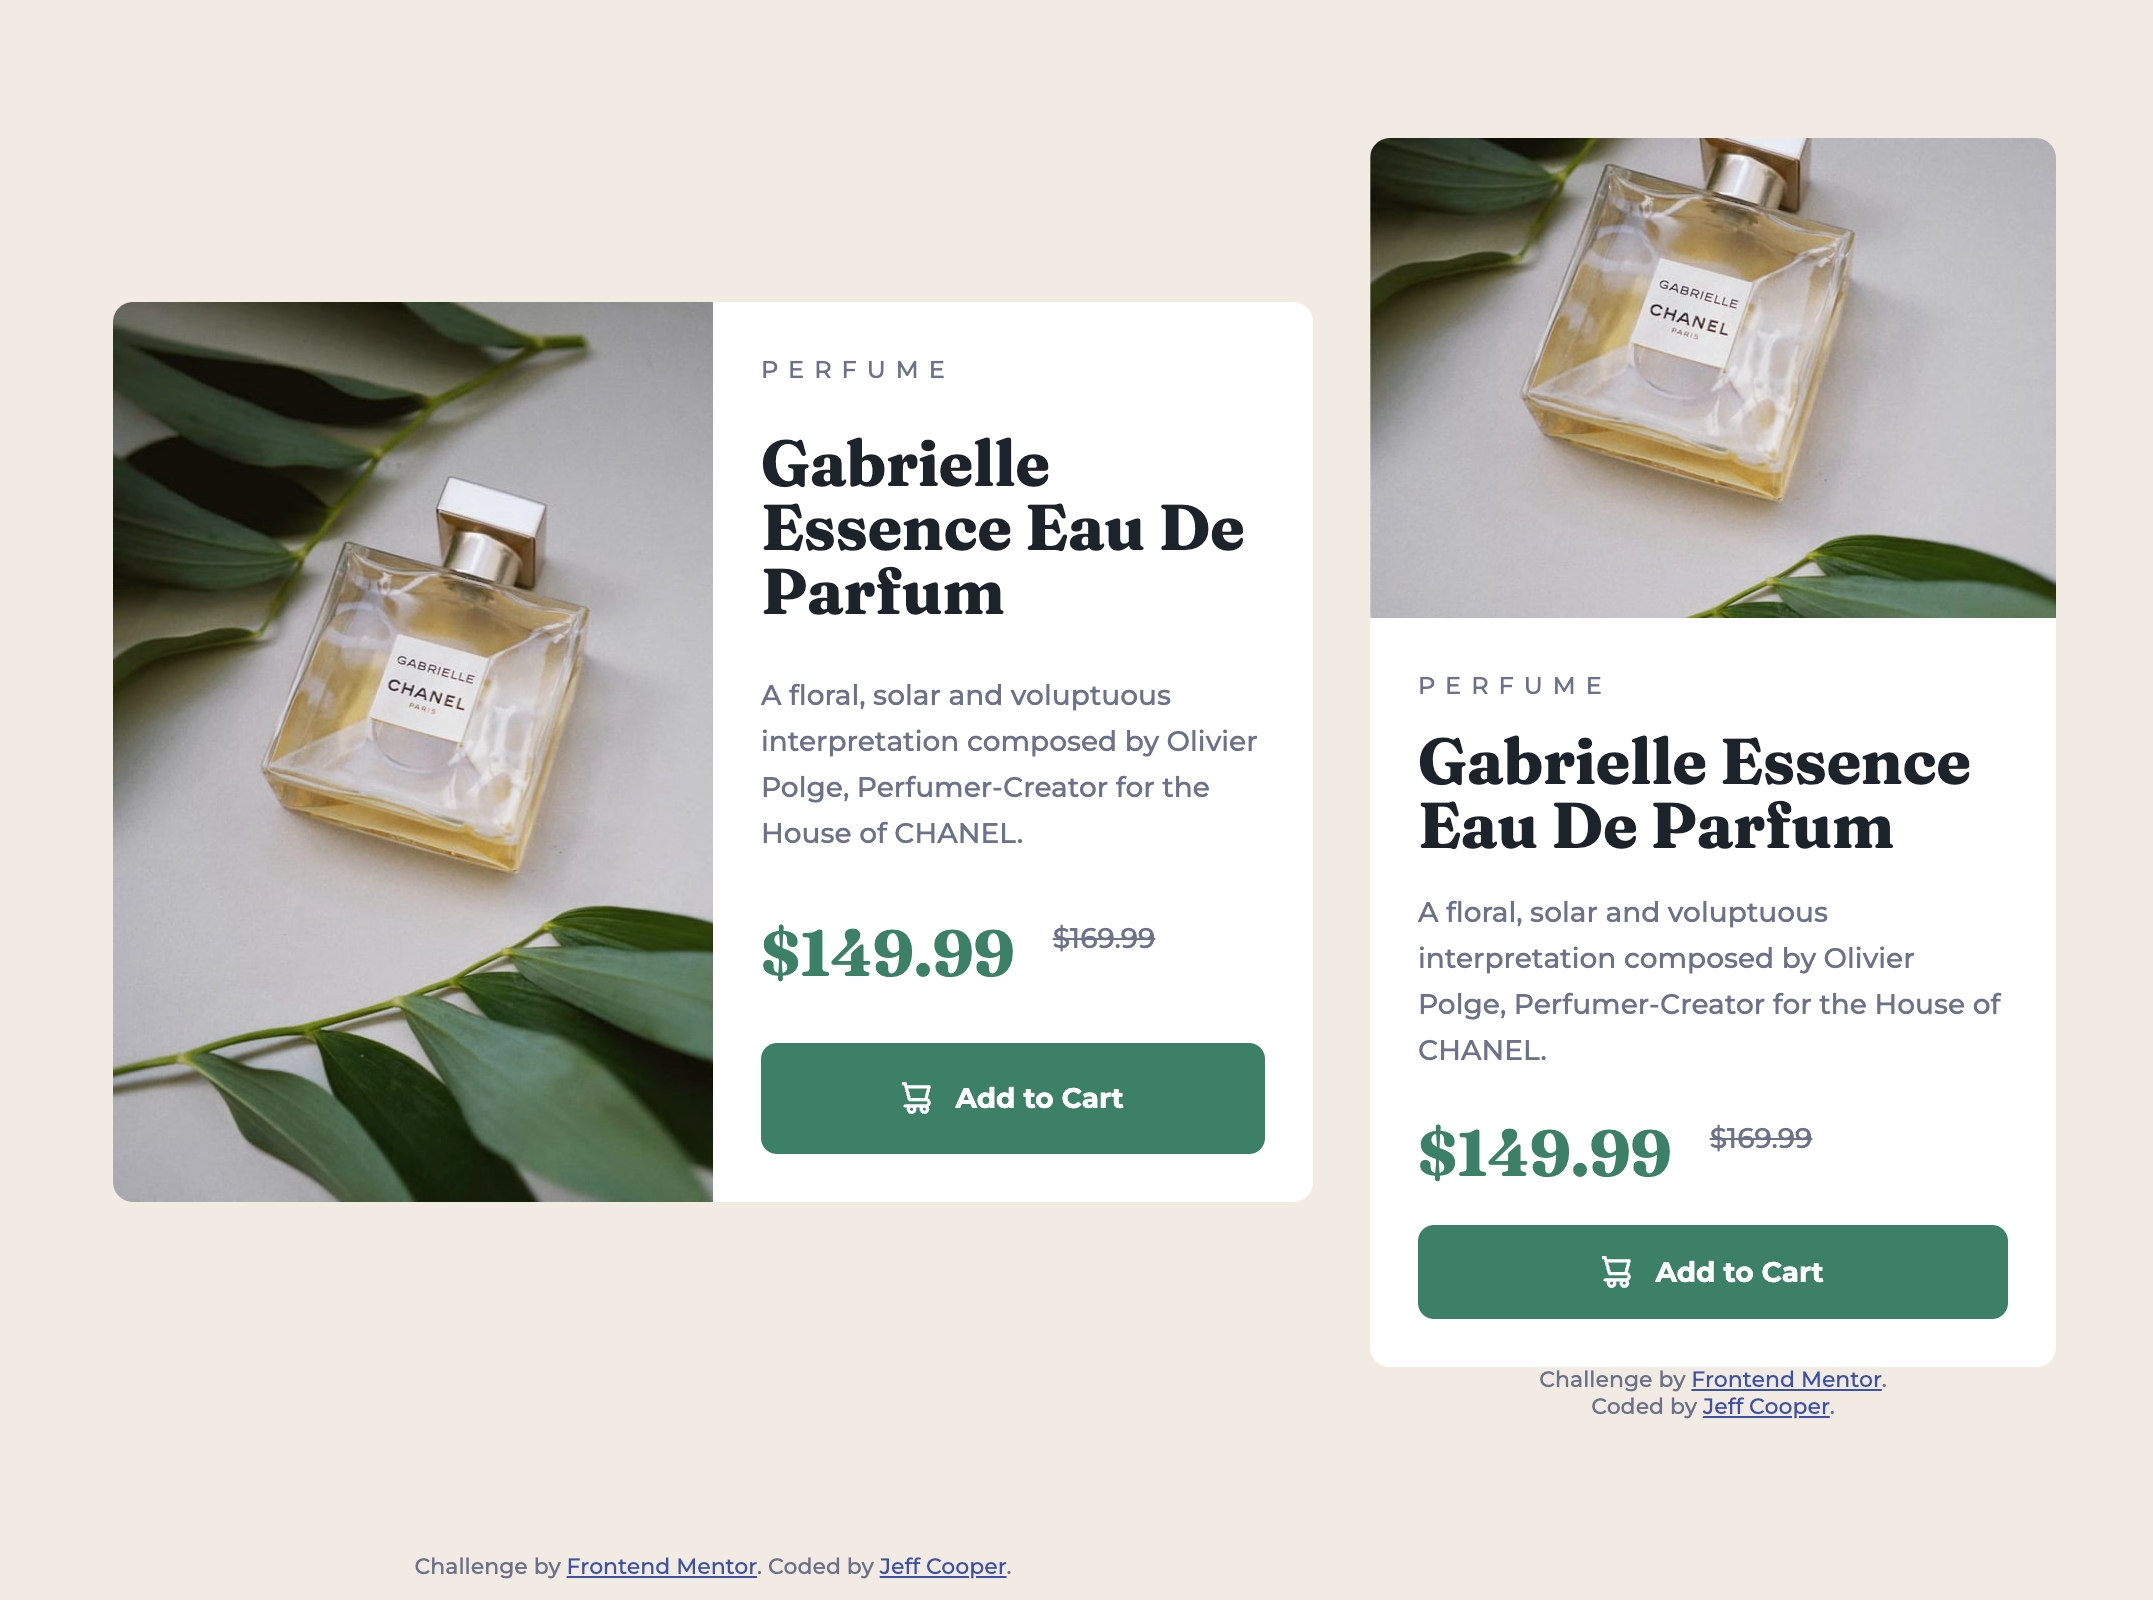 GABRIELLE
CHANEL
PARIS
PERFUME
Gabrielle
Essence Eau De
Parfum
A floral, solar and voluptuous
interpretation composed by Olivier
Polge, Perfumer-Creator for the
House of CHANEL.
$149.99 $169.99
Add to Cart
Challenge by Frontend Mentor. Coded by Jeff Cooper.
GABRIELLE
CHANEL
PARIS
PERFUME
Gabrielle Essence
Eau De Parfum
A floral, solar and voluptuous
interpretation composed by Olivier
Polge, Perfumer-Creator for the House of
CHANEL.
$149.99 $169.99
Add to Cart
Challenge by Frontend Mentor.
Coded by Jeff Cooper.